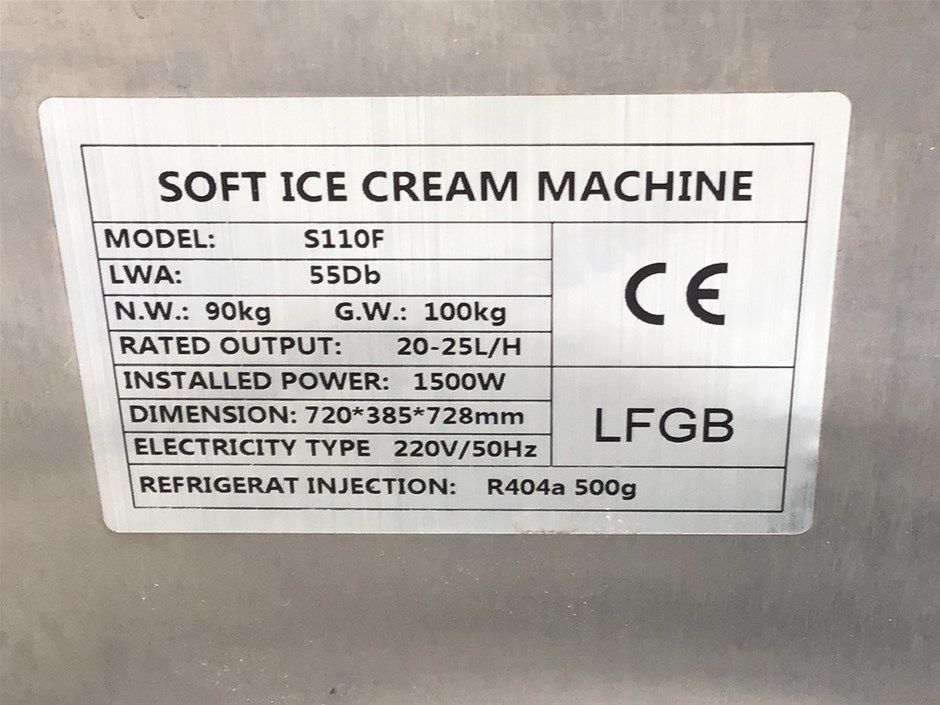 SOFT ICE CREAM MACHINE
MODEL: S110F
LWA: 55Db
N.W.: 90kg G.W.: 100kg
RATED OUTPUT: 20-25L/H
INSTALLED POWER: 1500W
DIMENSION: 720*385*728mm
ELECTRICITY TYPE 220V/50Hz
REFRIGERAT INJECTION: R404a 500g
CE
LFGB